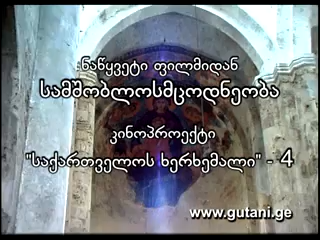 ნაწყვეტი ფილმიდან
სამშობლოსმცოდნეობა
კინოპროექტი
"საქართველოს ხერხემალი" - 4
www.gutani.ge